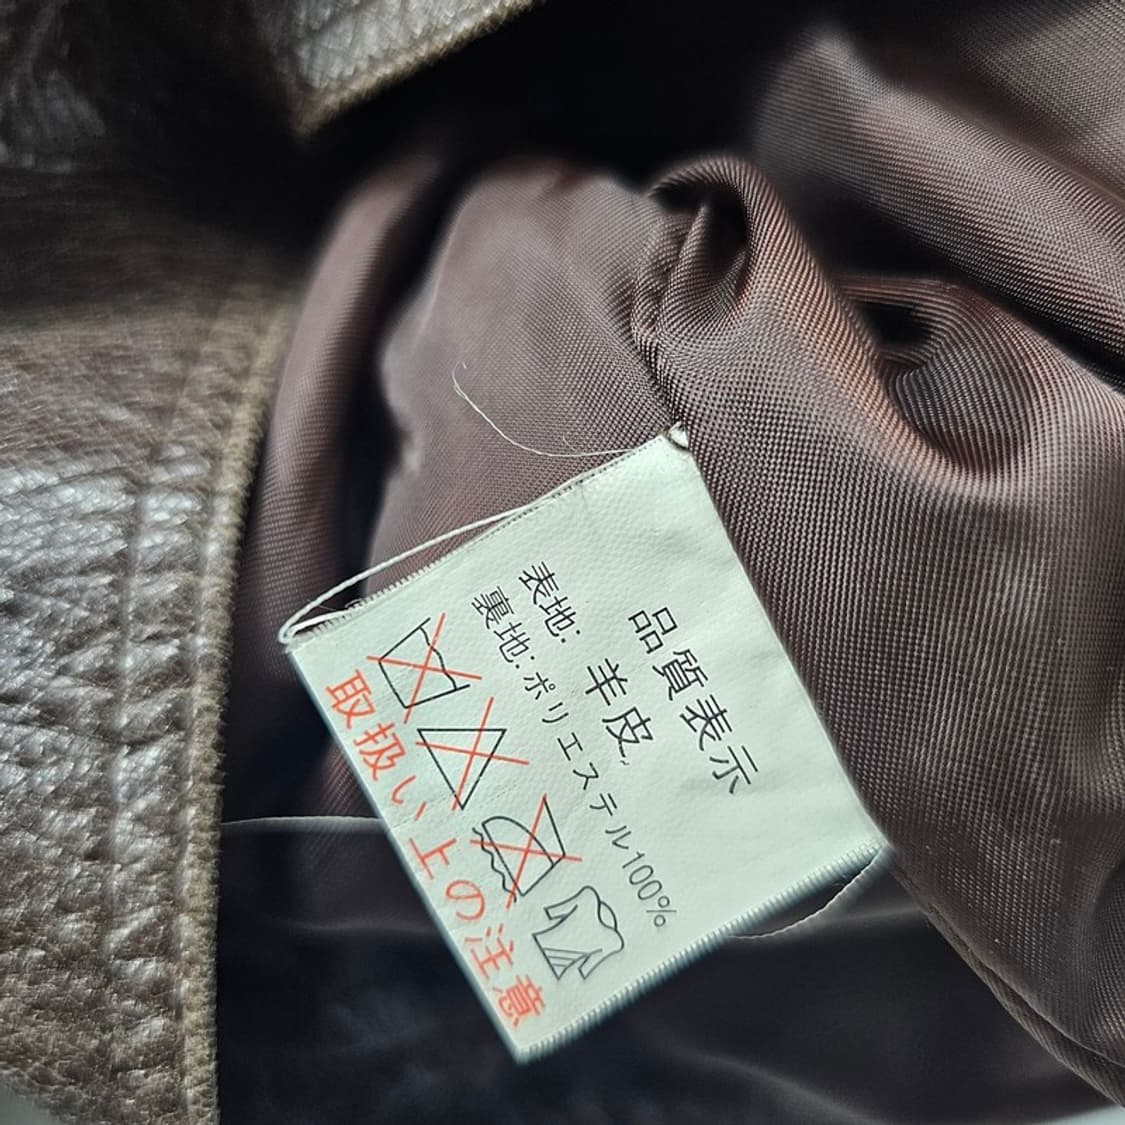 品質表示
表地: 羊皮
裏地:ポリエステル100%
取扱い上の注意